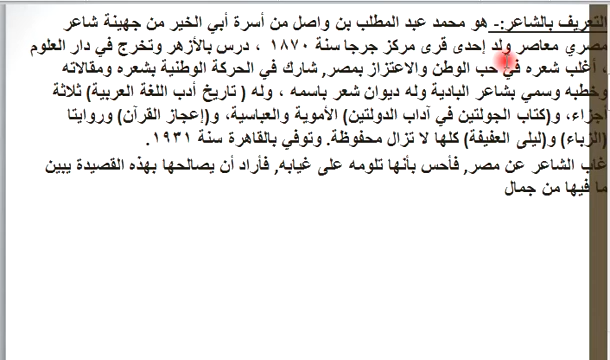 التعريف بالشاعر:- هو محمد عبد المطلب بن واصل من أسرة أبي الخير من جهينة شاعر
مصري معاصر ولد إحدى قرى مركز جرجا سنة ١٨٧٠ ، درس بالأزهر وتخرج في دار العلوم
، أغلب شعره في حب الوطن والاعتزاز بمصر, شارك في الحركة الوطنية بشعره ومقالاته
وخطبه وسمي بشاعر البادية وله ديوان شعر باسمه ، وله ( تاريخ أدب اللغة العربية) ثلاثة
أجزاء، و(كتاب الجولتين في آداب الدولتين) الأموية والعباسية، و(إعجاز القرآن) وروايتا
(الزباء) و(ليلى العفيفة) كلها لا تزال محفوظة. وتوفي بالقاهرة سنة ١٩٣١.
غاب الشاعر عن مصر, فأحس بأنها تلومه على غيابه, فأراد أن يصالحها بهذه القصيدة يبين
ما فيها من جمال